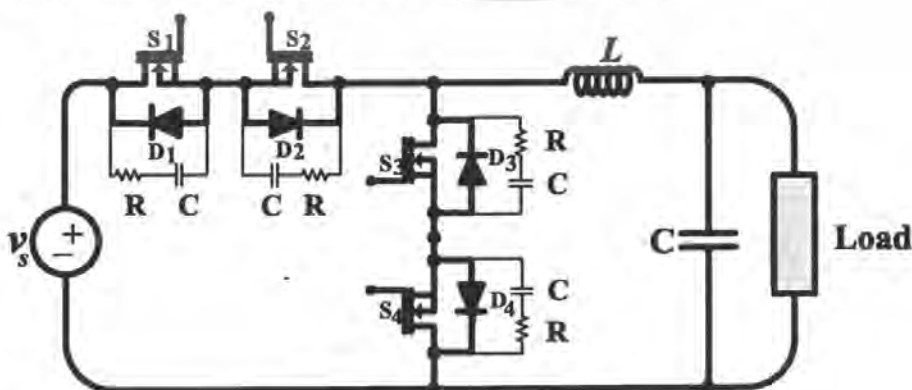 S1 S2 L
D1 D2
R C C R
S3 D3 R
C
vs + − C Load
S4 D4 C
R